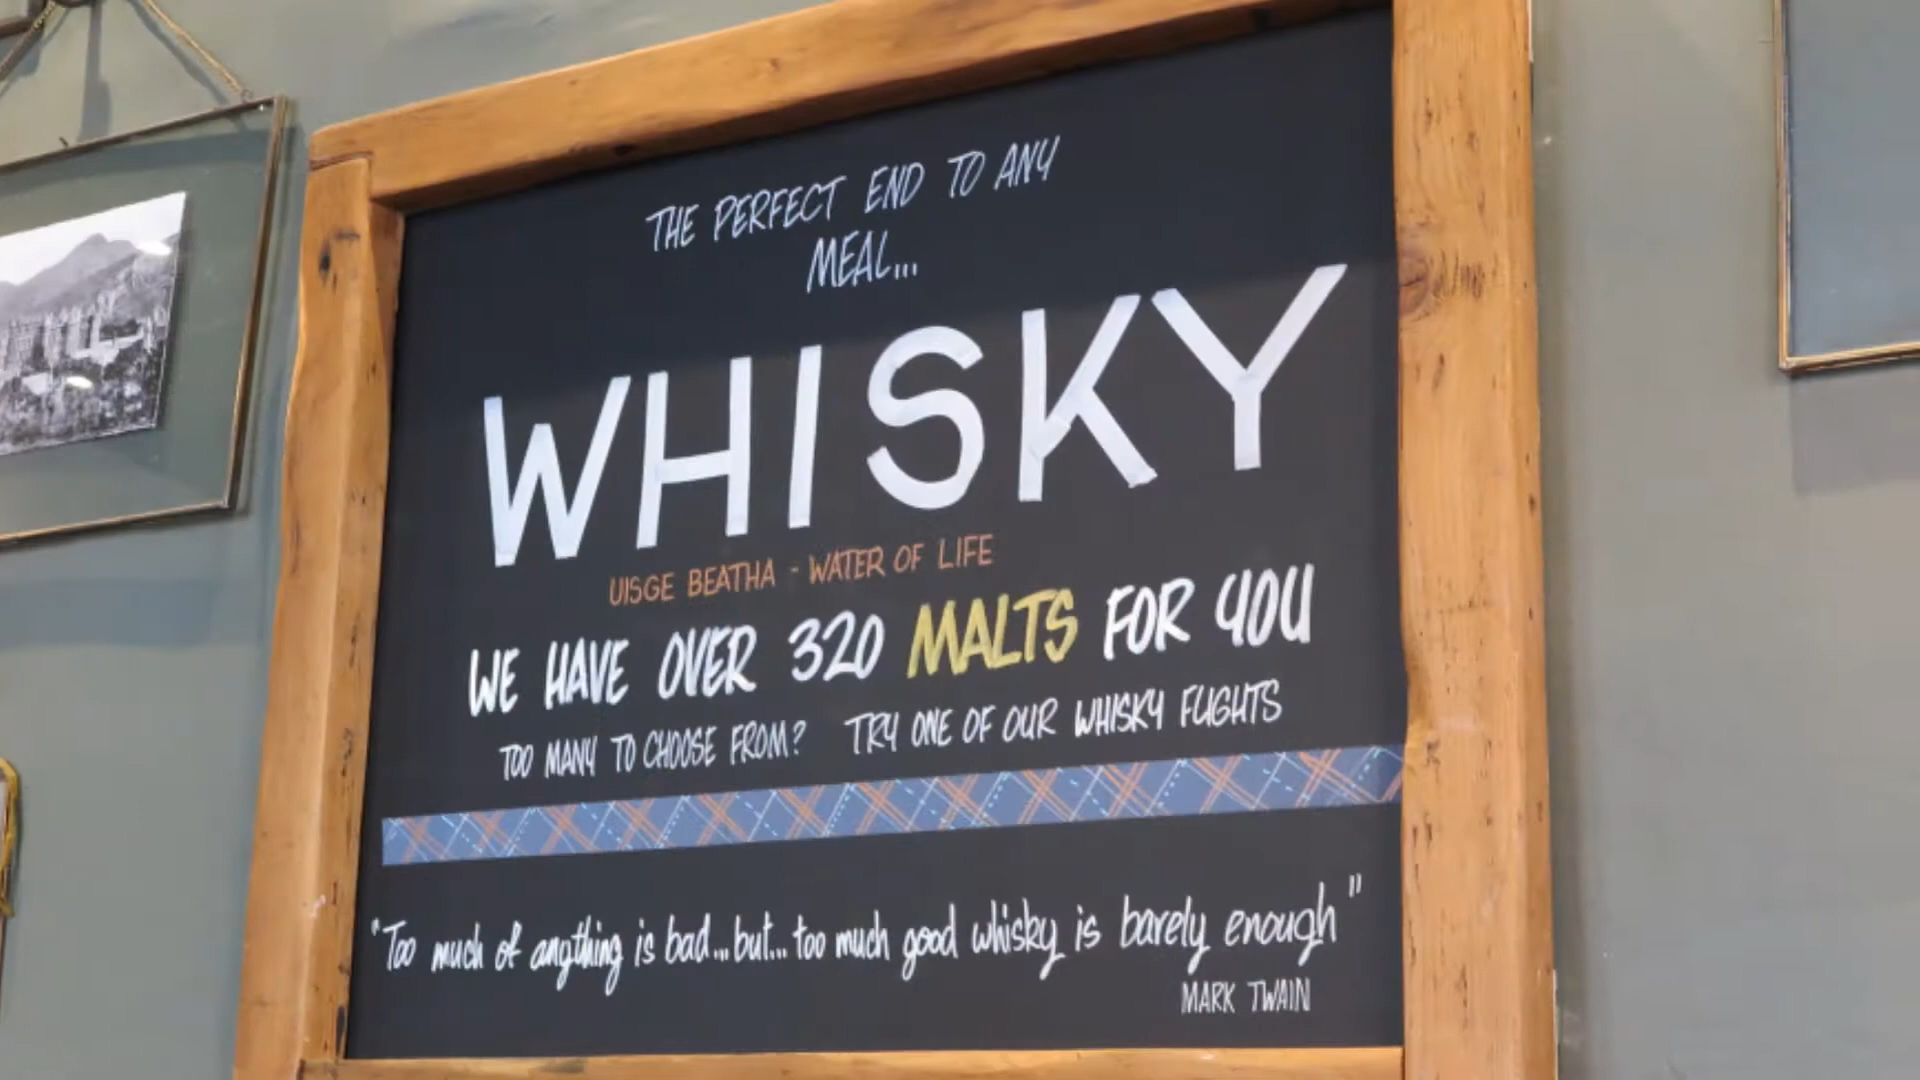 THE PERFECT END TO ANY
MEAL...
WHISKY
UISGE BEATHA - WATER OF LIFE
WE HAVE OVER 320 MALTS FOR YOU
TOO MANY TO CHOOSE FROM? TRY ONE OF OUR WHISKY FLIGHTS
"Too much of anything is bad...but...too much good whisky is barely enough"
MARK TWAIN